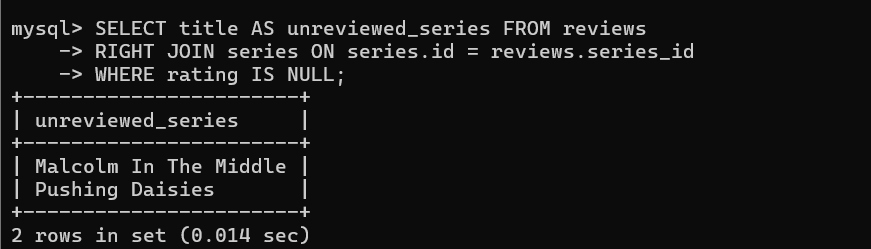 mysql> SELECT title AS unreviewed_series FROM reviews
    -> RIGHT JOIN series ON series.id = reviews.series_id
    -> WHERE rating IS NULL;
+-----------------------+
| unreviewed_series     |
+-----------------------+
| Malcolm In The Middle |
| Pushing Daisies       |
+-----------------------+
2 rows in set (0.014 sec)